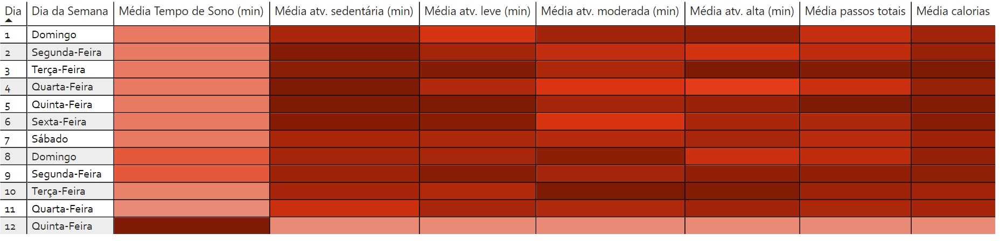 Dia Dia da Semana Média Tempo de Sono (min) Média atv. sedentária (min) Média atv. leve (min) Média atv. moderada (min) Média atv. alta (min) Média passos totais Média calorias
1 Domingo
2 Segunda-Feira
3 Terça-Feira
4 Quarta-Feira
5 Quinta-Feira
6 Sexta-Feira
7 Sábado
8 Domingo
9 Segunda-Feira
10 Terça-Feira
11 Quarta-Feira
12 Quinta-Feira